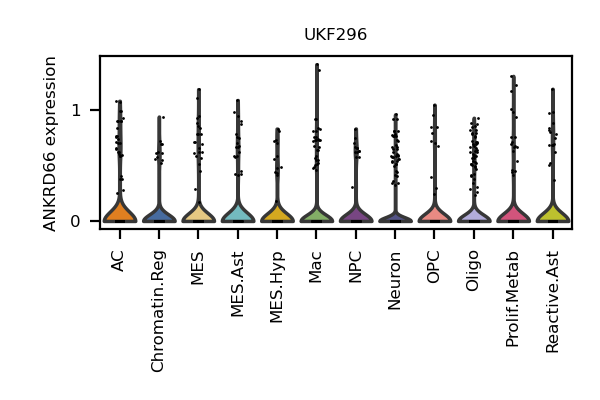 UKF296
ANKRD66 expression
1
0
AC
Chromatin.Reg
MES
MES.Ast
MES.Hyp
Mac
NPC
Neuron
OPC
Oligo
Prolif.Metab
Reactive.Ast